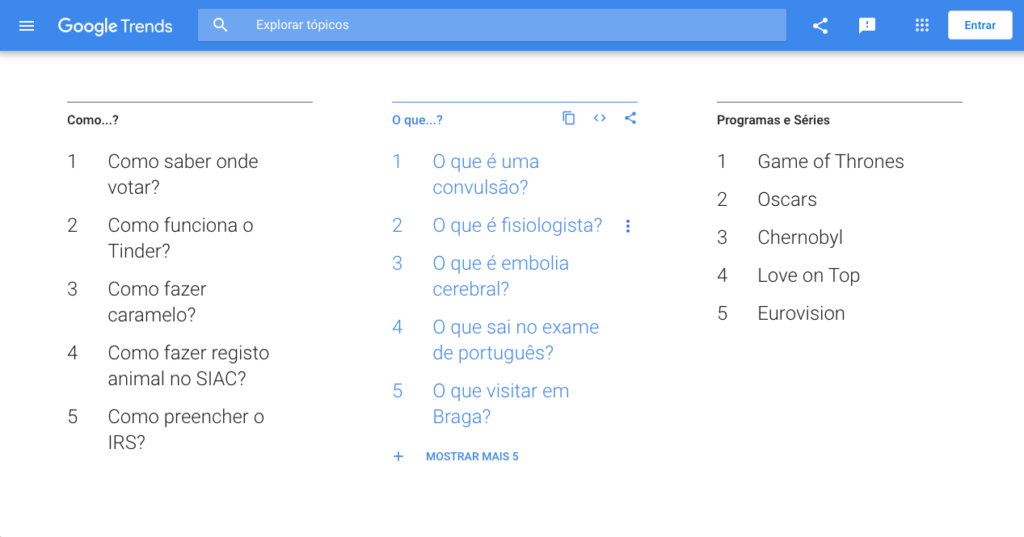 Google Trends
Explorar tópicos
Entrar
Como...?
1 Como saber onde
votar?
2 Como funciona o
Tinder?
3 Como fazer
caramelo?
4 Como fazer registo
animal no SIAC?
5 Como preencher o
IRS?
O que...?
1 O que é uma
convulsão?
2 O que é fisiologista?
3 O que é embolia
cerebral?
4 O que sai no exame
de português?
5 O que visitar em
Braga?
+ MOSTRAR MAIS 5
Programas e Séries
1 Game of Thrones
2 Oscars
3 Chernobyl
4 Love on Top
5 Eurovision